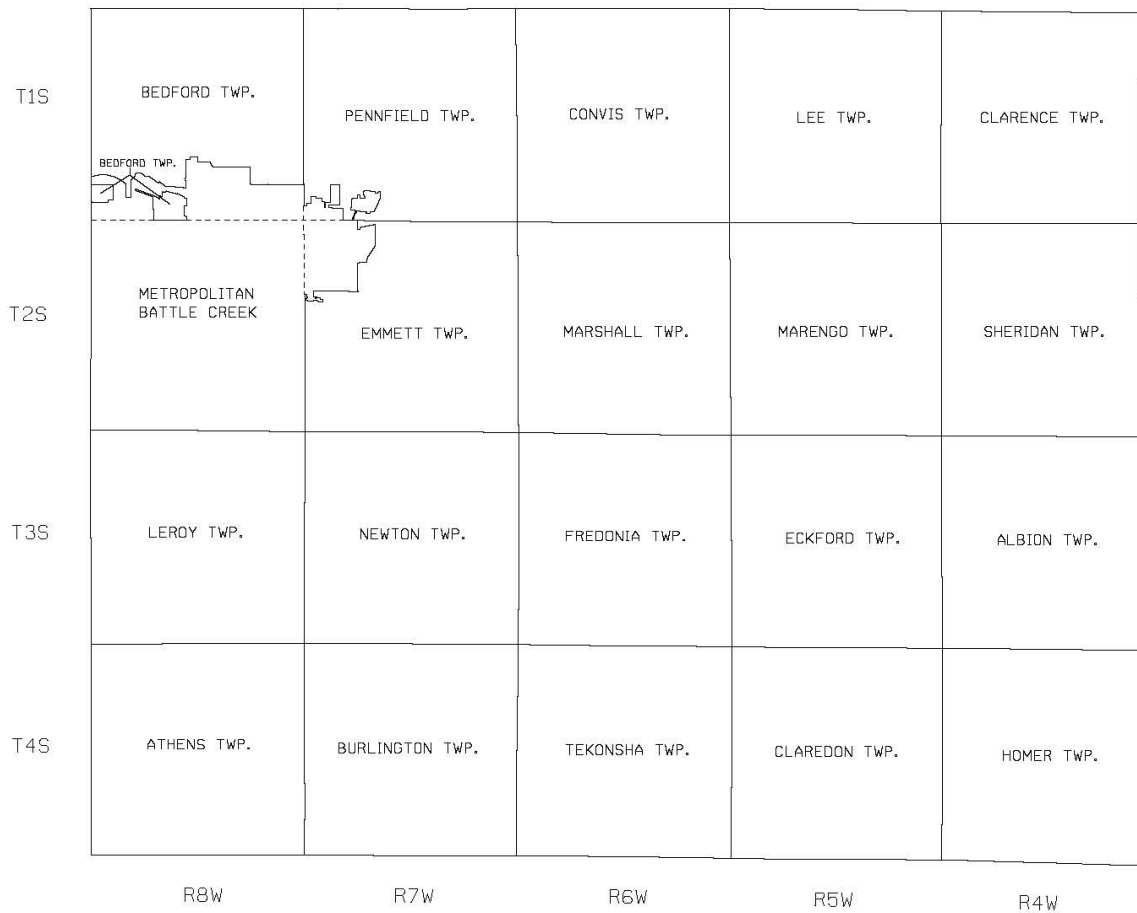 T1S
BEDFORD TWP.
PENNFIELD TWP.
CONVIS TWP.
LEE TWP.
CLARENCE TWP.
BEDFORD TWP.
T2S
METROPOLITAN
BATTLE CREEK
EMMETT TWP.
MARSHALL TWP.
MARENGO TWP.
SHERIDAN TWP.
T3S
LEROY TWP.
NEWTON TWP.
FREDONIA TWP.
ECKFORD TWP.
ALBION TWP.
T4S
ATHENS TWP.
BURLINGTON TWP.
TEKONSHA TWP.
CLAREDON TWP.
HOMER TWP.
R8W
R7W
R6W
R5W
R4W